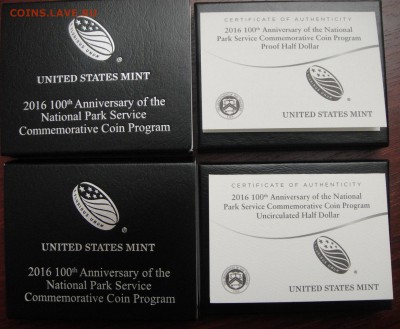 COINS.LAVE.RU
UNITED STATES MINT
2016 100th Anniversary of the
National Park Service
Commemorative Coin Program
CERTIFICATE OF AUTHENTICITY
2016 100th Anniversary of the National
Park Service Commemorative Coin Program
Proof Half Dollar
UNITED STATES MINT
UNITED STATES MINT
2016 100th Anniversary of the
National Park Service
Commemorative Coin Program
CERTIFICATE OF AUTHENTICITY
2016 100th Anniversary of the National
Park Service Commemorative Coin Program
Uncirculated Half Dollar
UNITED STATES MINT